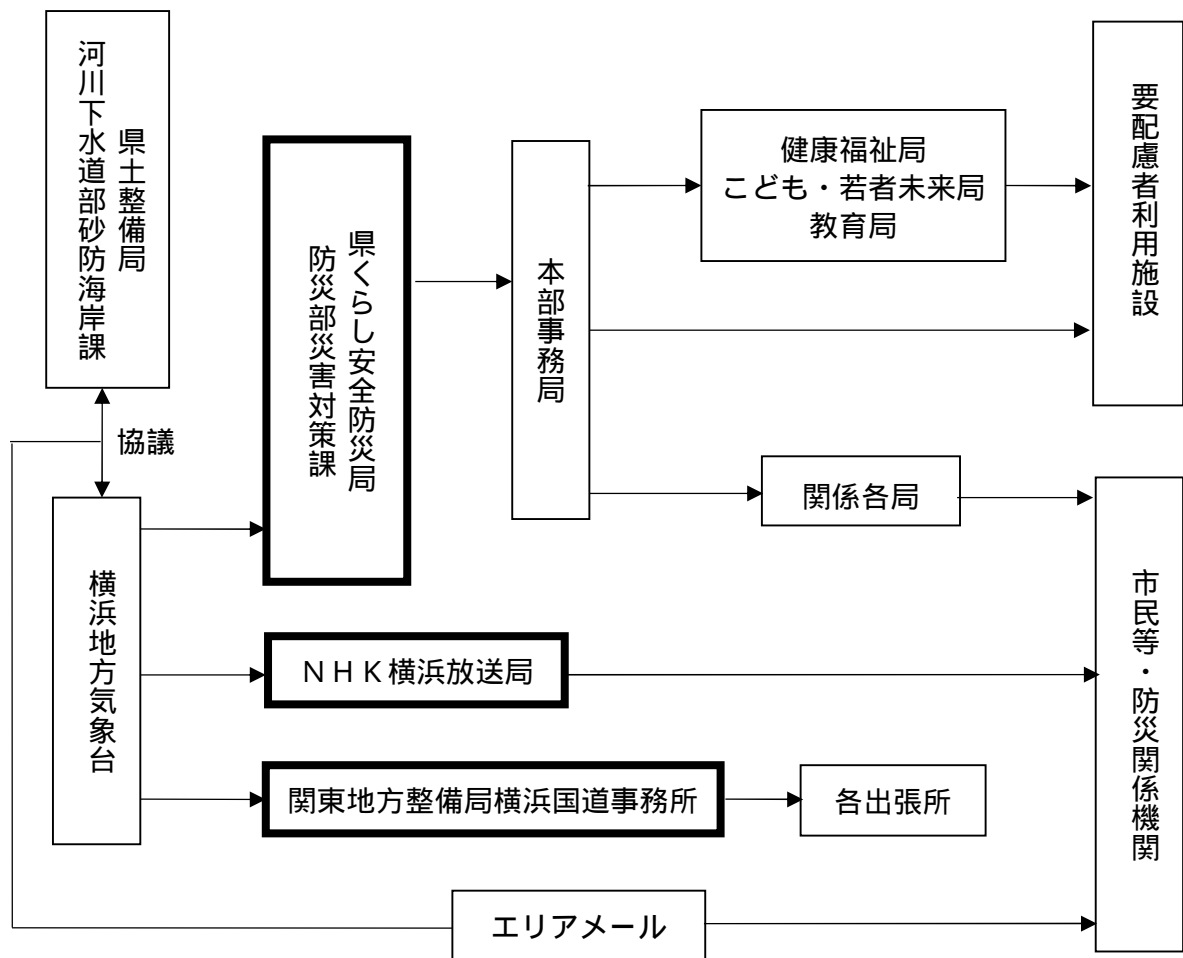 県土整備局
河川下水道部砂防海岸課
協議
横浜地方気象台
県くらし安全防災局
防災部災害対策課
本部事務局
健康福祉局
こども・若者未来局
教育局
要配慮者利用施設
関係各局
市民等・防災関係機関
ＮＨＫ横浜放送局
関東地方整備局横浜国道事務所
各出張所
エリアメール